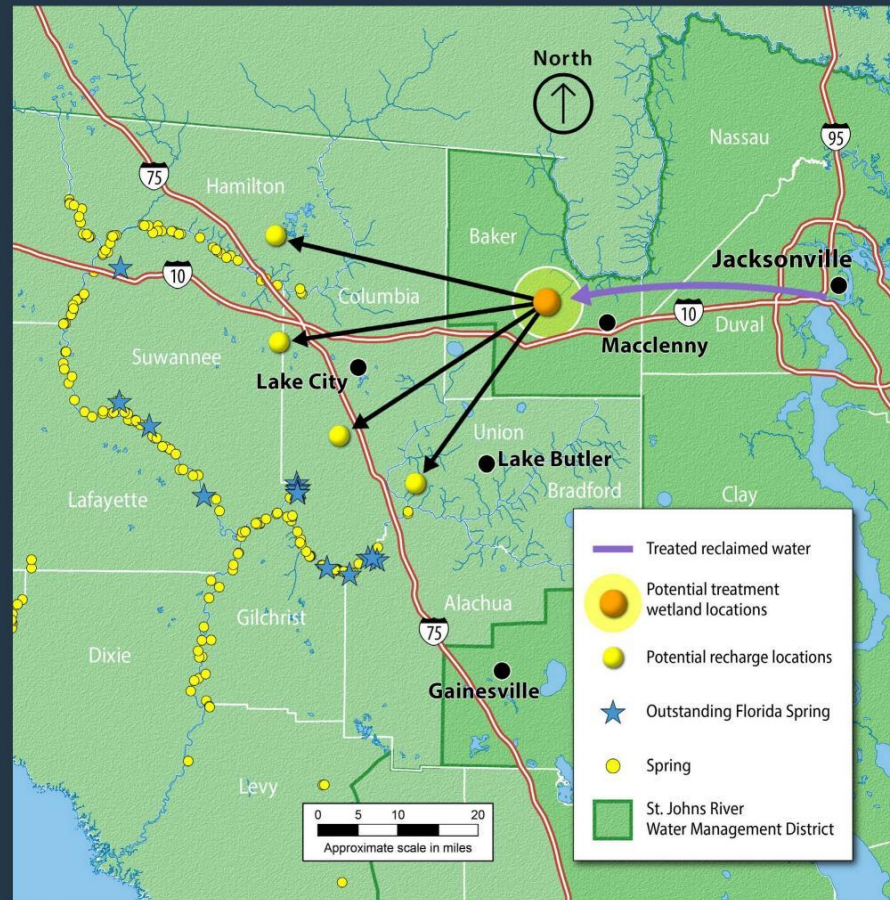 North
Nassau
95
75
Hamilton
Baker
Jacksonville
10
Columbia
10
Duval
Suwannee
Macclenny
Lake City
Union
Lake Butler
Bradford
Lafayette
Clay
Gilchrist
Alachua
75
Dixie
Gainesville
Levy
0 5 10 20
Approximate scale in miles
Treated reclaimed water
Potential treatment
wetland locations
Potential recharge locations
Outstanding Florida Spring
Spring
St. Johns River
Water Management District